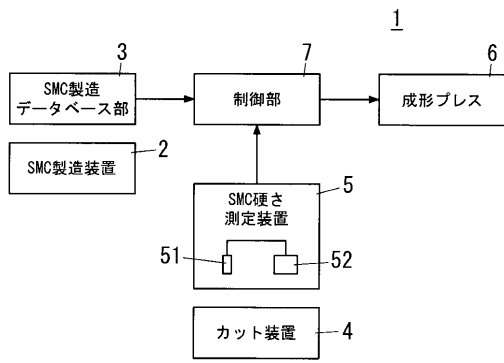 1
3
SMC製造
データベース部
7
制御部
6
成形プレス
2
SMC製造装置
5
SMC硬さ
測定装置
51
52
カット装置
4